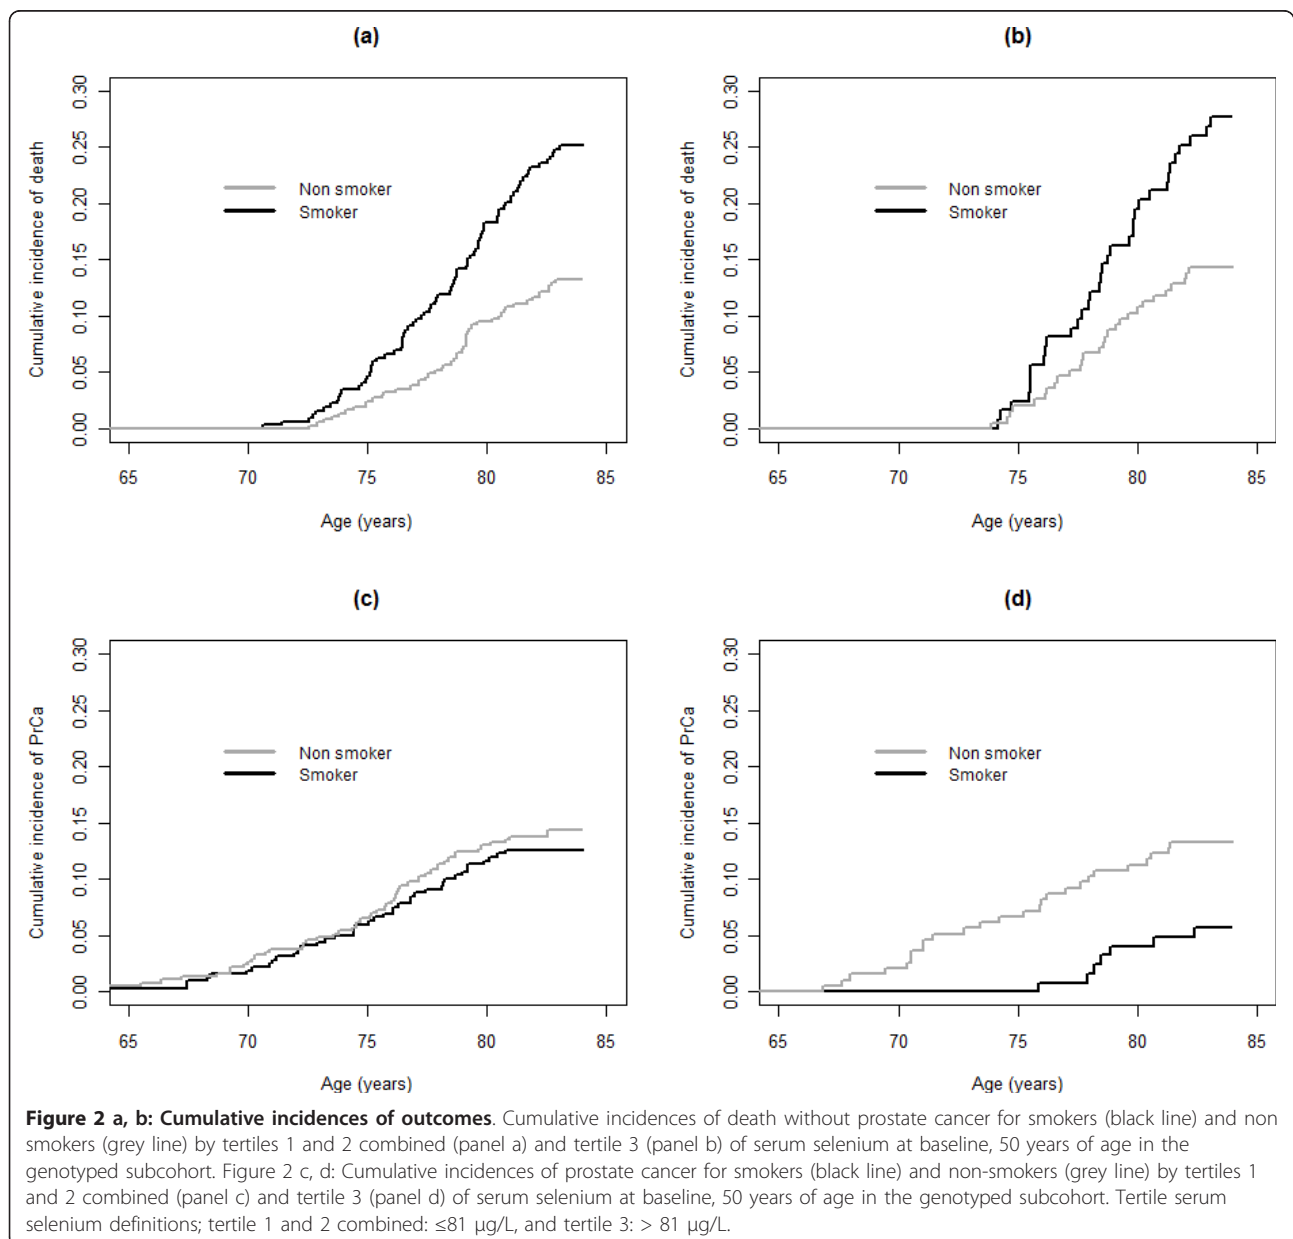 (a)
Cumulative incidence of death
0.00 0.05 0.10 0.15 0.20 0.25 0.30
Non smoker
Smoker
65 70 75 80 85
Age (years)
(b)
Cumulative incidence of death
0.00 0.05 0.10 0.15 0.20 0.25 0.30
Non smoker
Smoker
65 70 75 80 85
Age (years)
(c)
Cumulative incidence of PrCa
0.00 0.05 0.10 0.15 0.20 0.25 0.30
Non smoker
Smoker
65 70 75 80 85
Age (years)
(d)
Cumulative incidence of PrCa
0.00 0.05 0.10 0.15 0.20 0.25 0.30
Non smoker
Smoker
65 70 75 80 85
Age (years)
Figure 2 a, b: Cumulative incidences of outcomes. Cumulative incidences of death without prostate cancer for smokers (black line) and non
smokers (grey line) by tertiles 1 and 2 combined (panel a) and tertile 3 (panel b) of serum selenium at baseline, 50 years of age in the
genotyped subcohort. Figure 2 c, d: Cumulative incidences of prostate cancer for smokers (black line) and non-smokers (grey line) by tertiles 1
and 2 combined (panel c) and tertile 3 (panel d) of serum selenium at baseline, 50 years of age in the genotyped subcohort. Tertile serum
selenium definitions; tertile 1 and 2 combined: ≤81 μg/L, and tertile 3: > 81 μg/L.